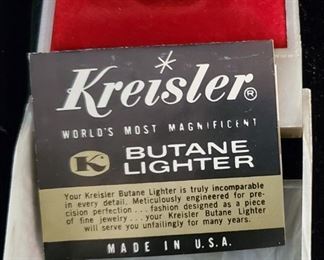 Kreisler®
WORLD'S MOST MAGNIFICENT
K BUTANE
LIGHTER
Your Kreisler Butane Lighter is truly incomparable
in every detail. Meticulously engineered for pre-
cision perfection . . . fashion designed as a piece
of fine jewelry . . . your Kreisler Butane Lighter
will serve you unfailingly for many years.
MADE IN U.S.A.